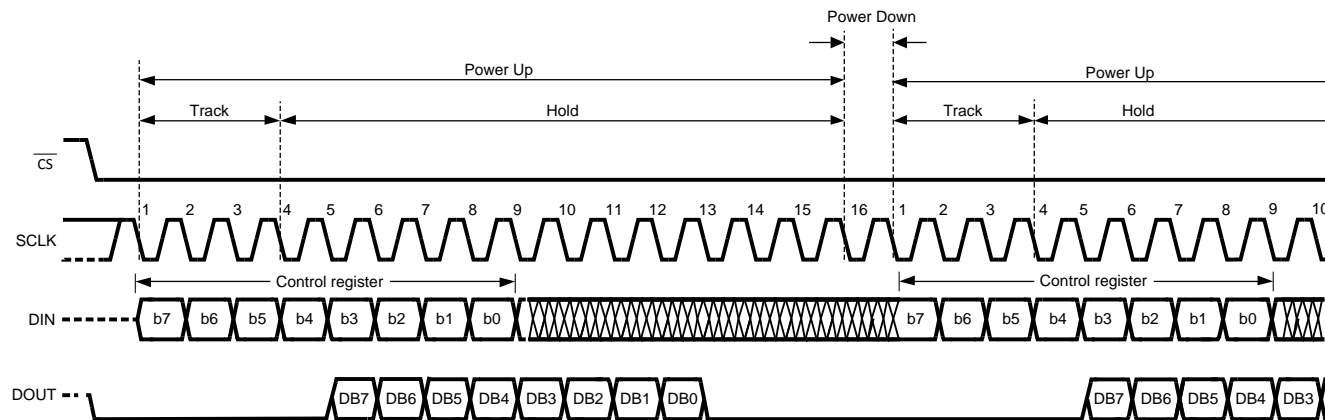 Power Down
Power Up
Power Up
Track
Hold
Track
Hold
CS
1 2 3 4 5 6 7 8 9 10 11 12 13 14 15 16 1 2 3 4 5 6 7 8 9 10
SCLK
Control register
Control register
DIN
b7 b6 b5 b4 b3 b2 b1 b0
b7 b6 b5 b4 b3 b2 b1 b0
DOUT
DB7 DB6 DB5 DB4 DB3 DB2 DB1 DB0
DB7 DB6 DB5 DB4 DB3